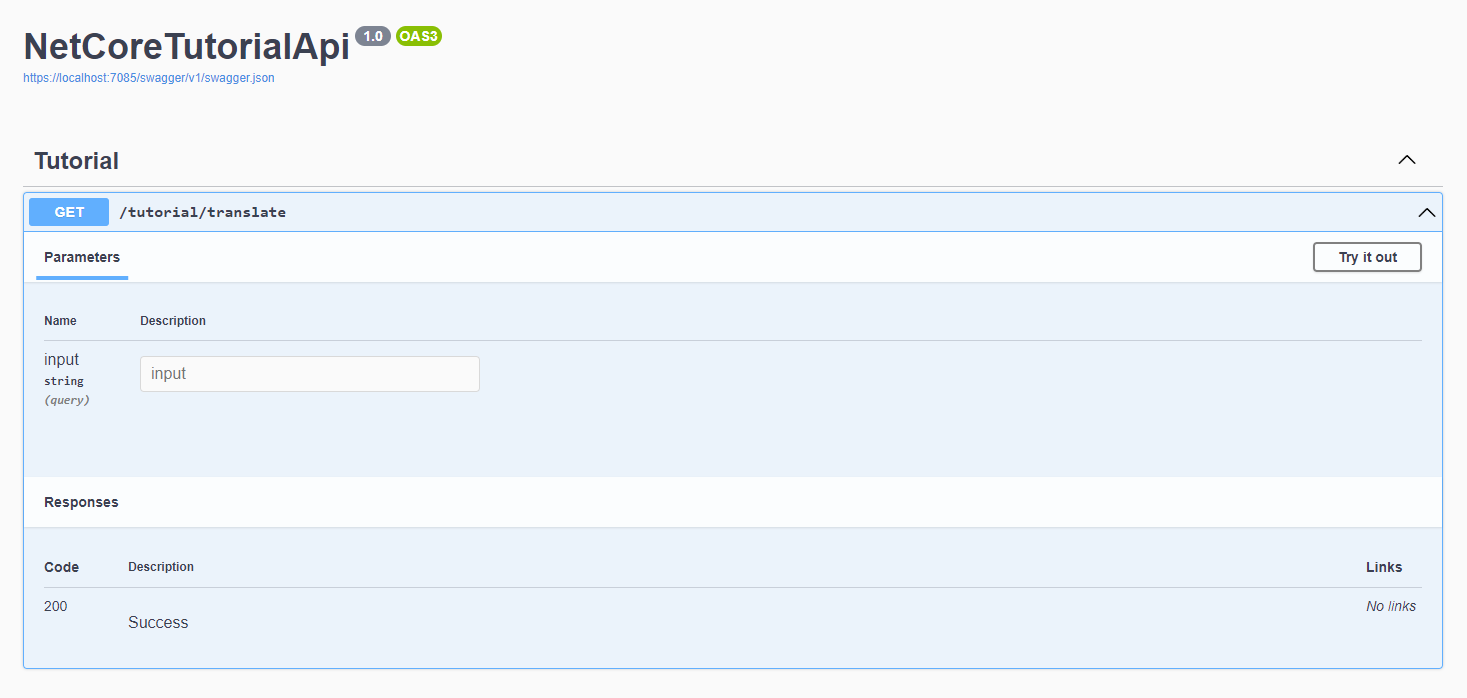 NetCoreTutorialApi 1.0 OAS3
https://localhost:7085/swagger/v1/swagger.json
Tutorial
GET /tutorial/translate
Parameters Try it out
Name Description
input
string
(query)
input
Responses
Code Description Links
200 Success No links